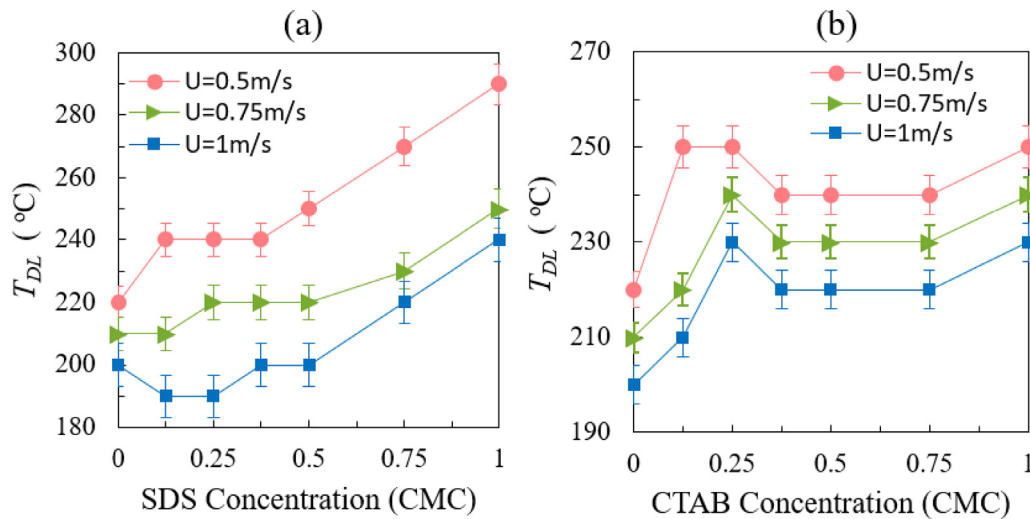 (a)
300
280
260
240
220
200
180
T_DL (°C)
U=0.5m/s
U=0.75m/s
U=1m/s
0 0.25 0.5 0.75 1
SDS Concentration (CMC)
(b)
270
250
230
210
190
T_DL (°C)
U=0.5m/s
U=0.75m/s
U=1m/s
0 0.25 0.5 0.75 1
CTAB Concentration (CMC)